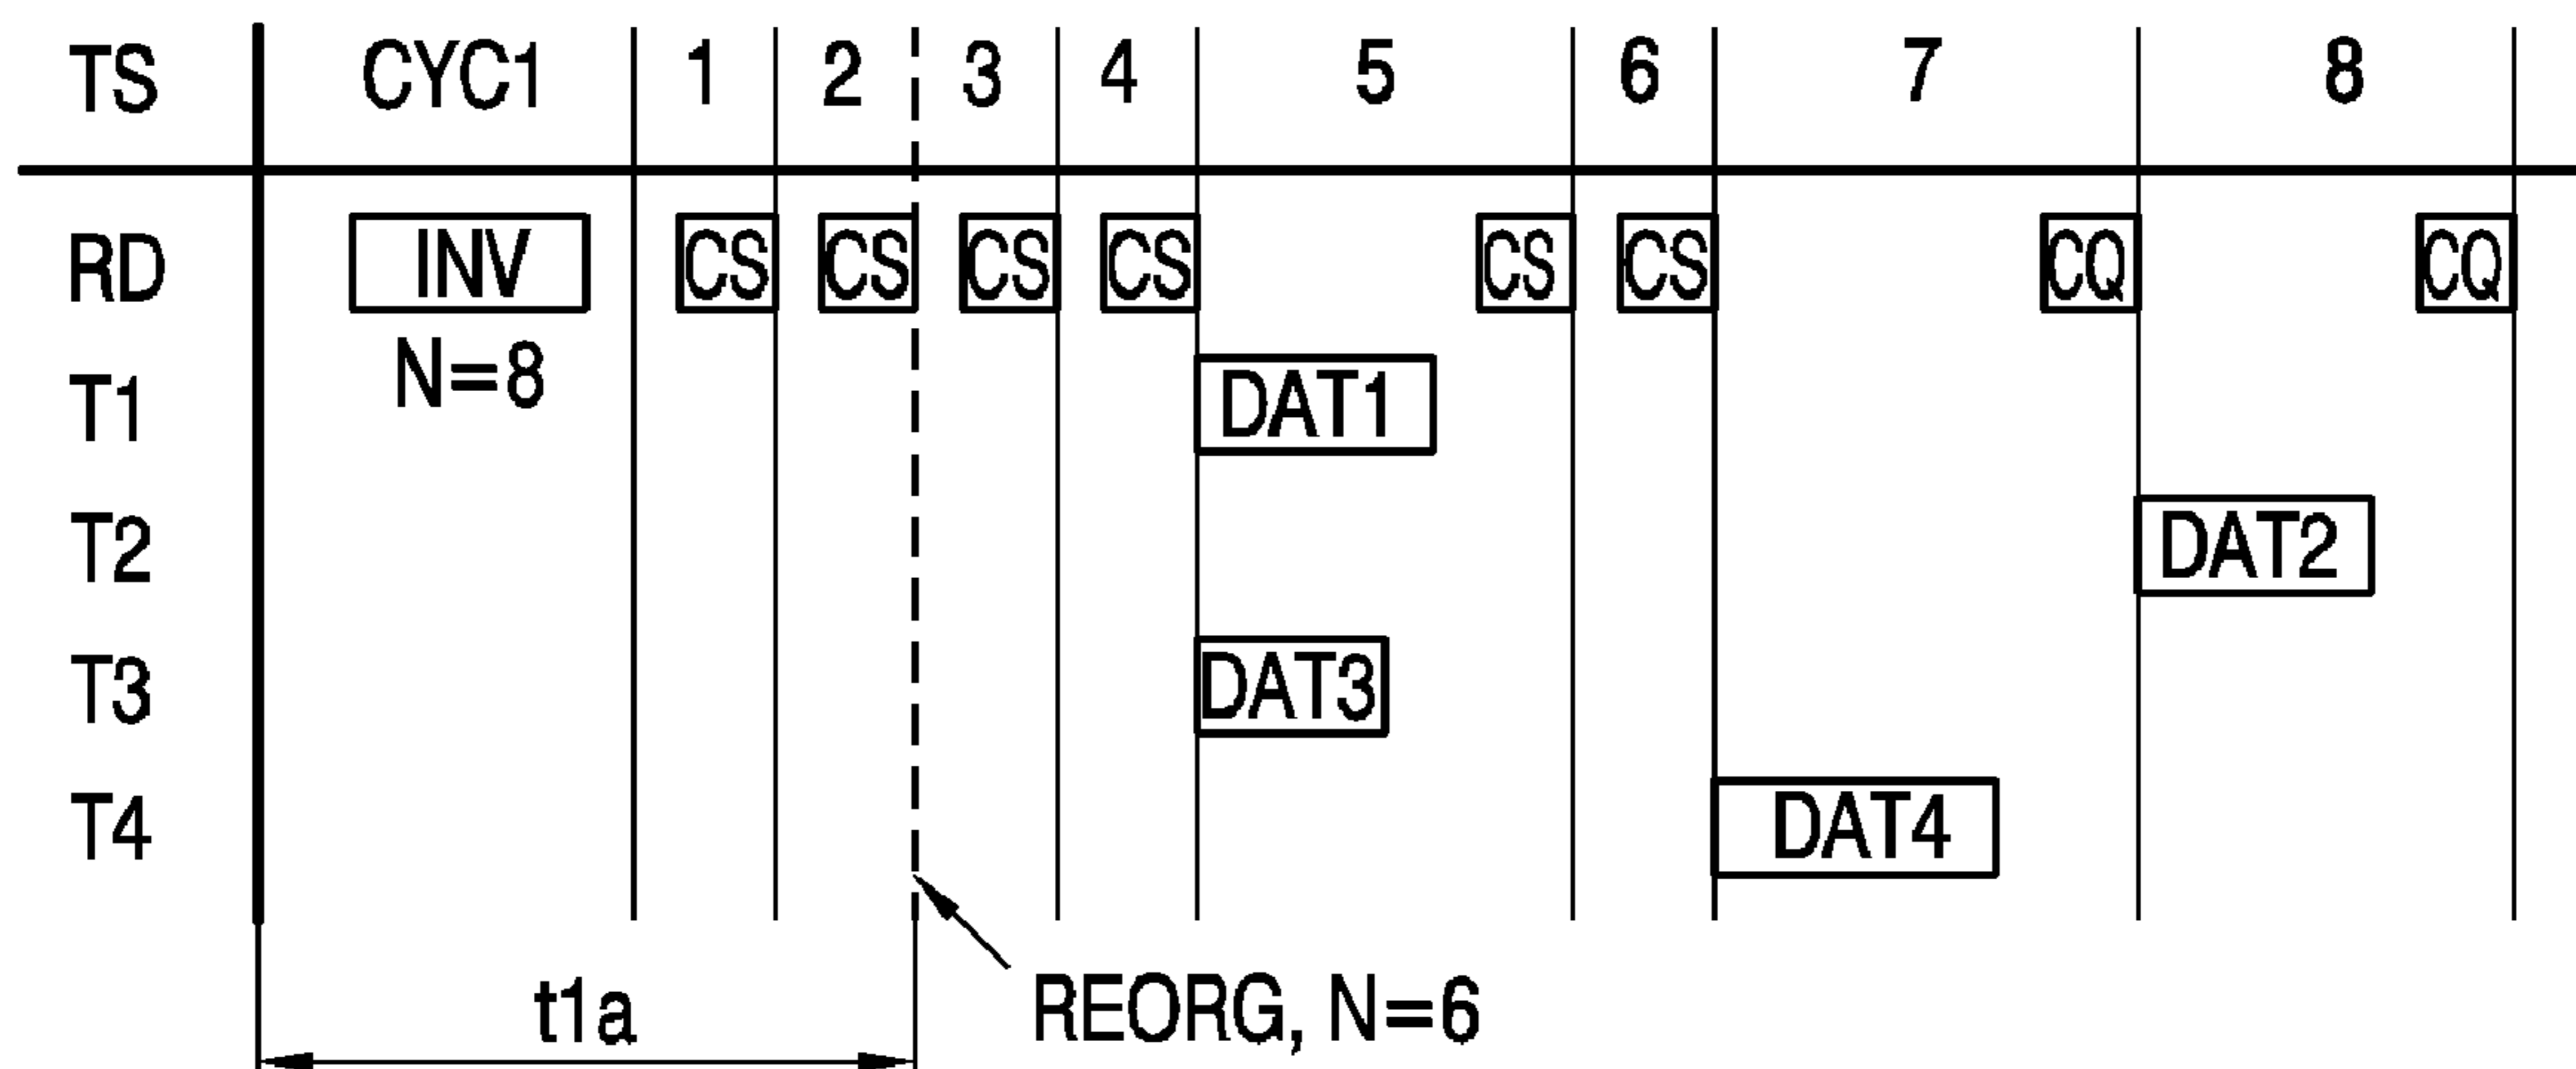 TS CYC1 1 2 3 4 5 6 7 8
RD INV CS CS CS CS CS CS CQ CQ
N=8
T1 DAT1
T2 DAT2
T3 DAT3
T4 DAT4
t1a REORG, N=6